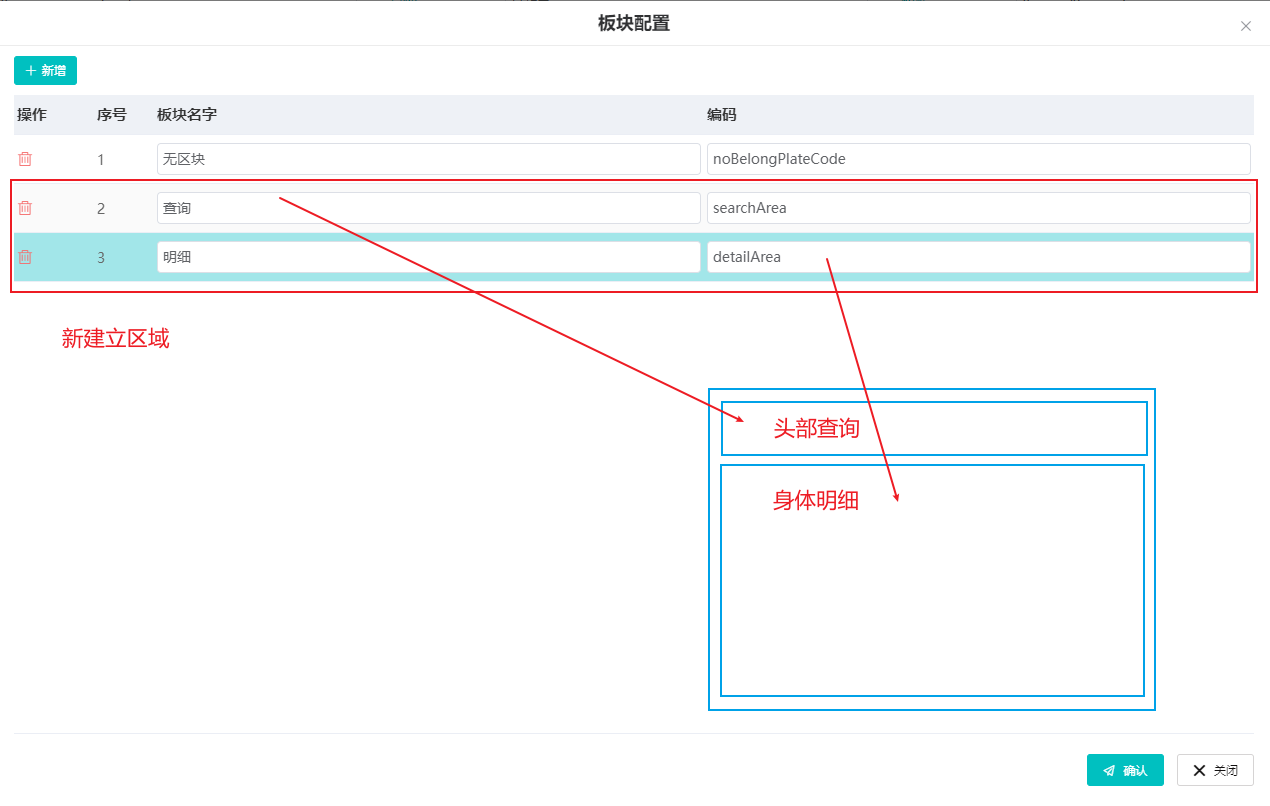 板块配置
新增
操作 序号 板块名字 编码
1 无区块 noBelongPlateCode
2 查询 searchArea
3 明细 detailArea
新建立区域
头部查询
身体明细
确认 关闭